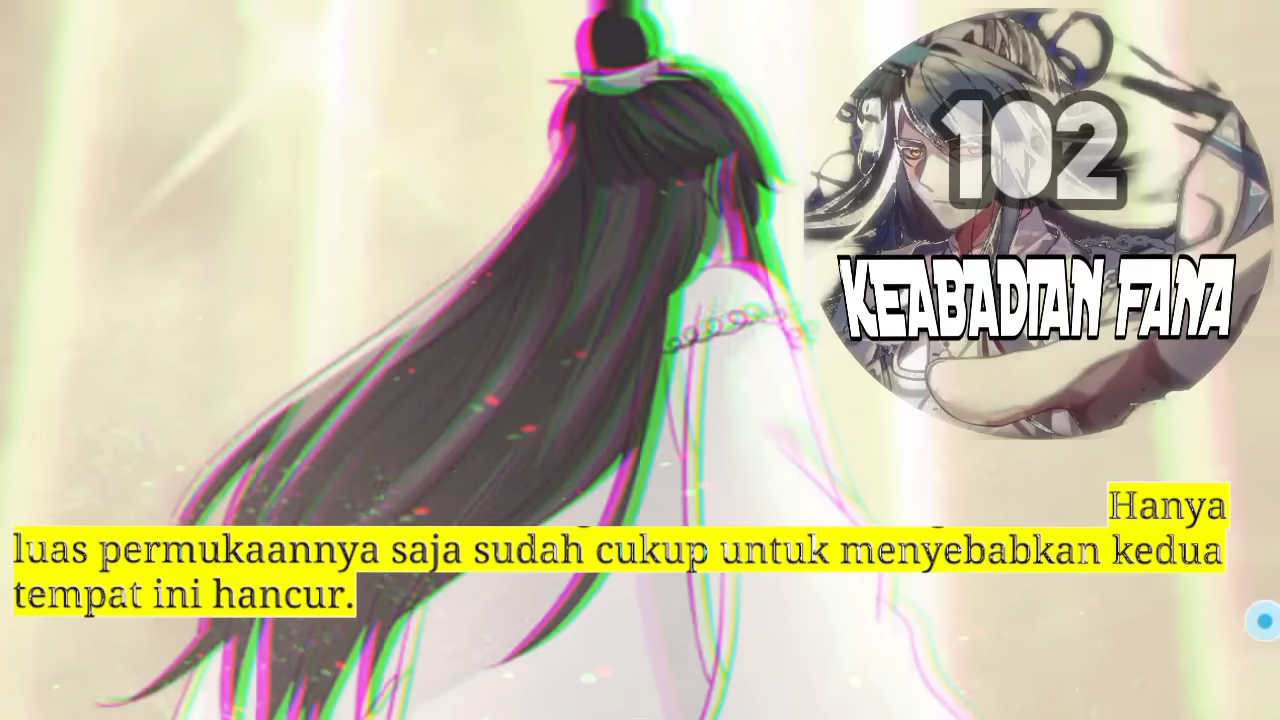 102
KEABADIAN FANA
Hanya
luas permukaannya saja sudah cukup untuk menyebabkan kedua
tempat ini hancur.